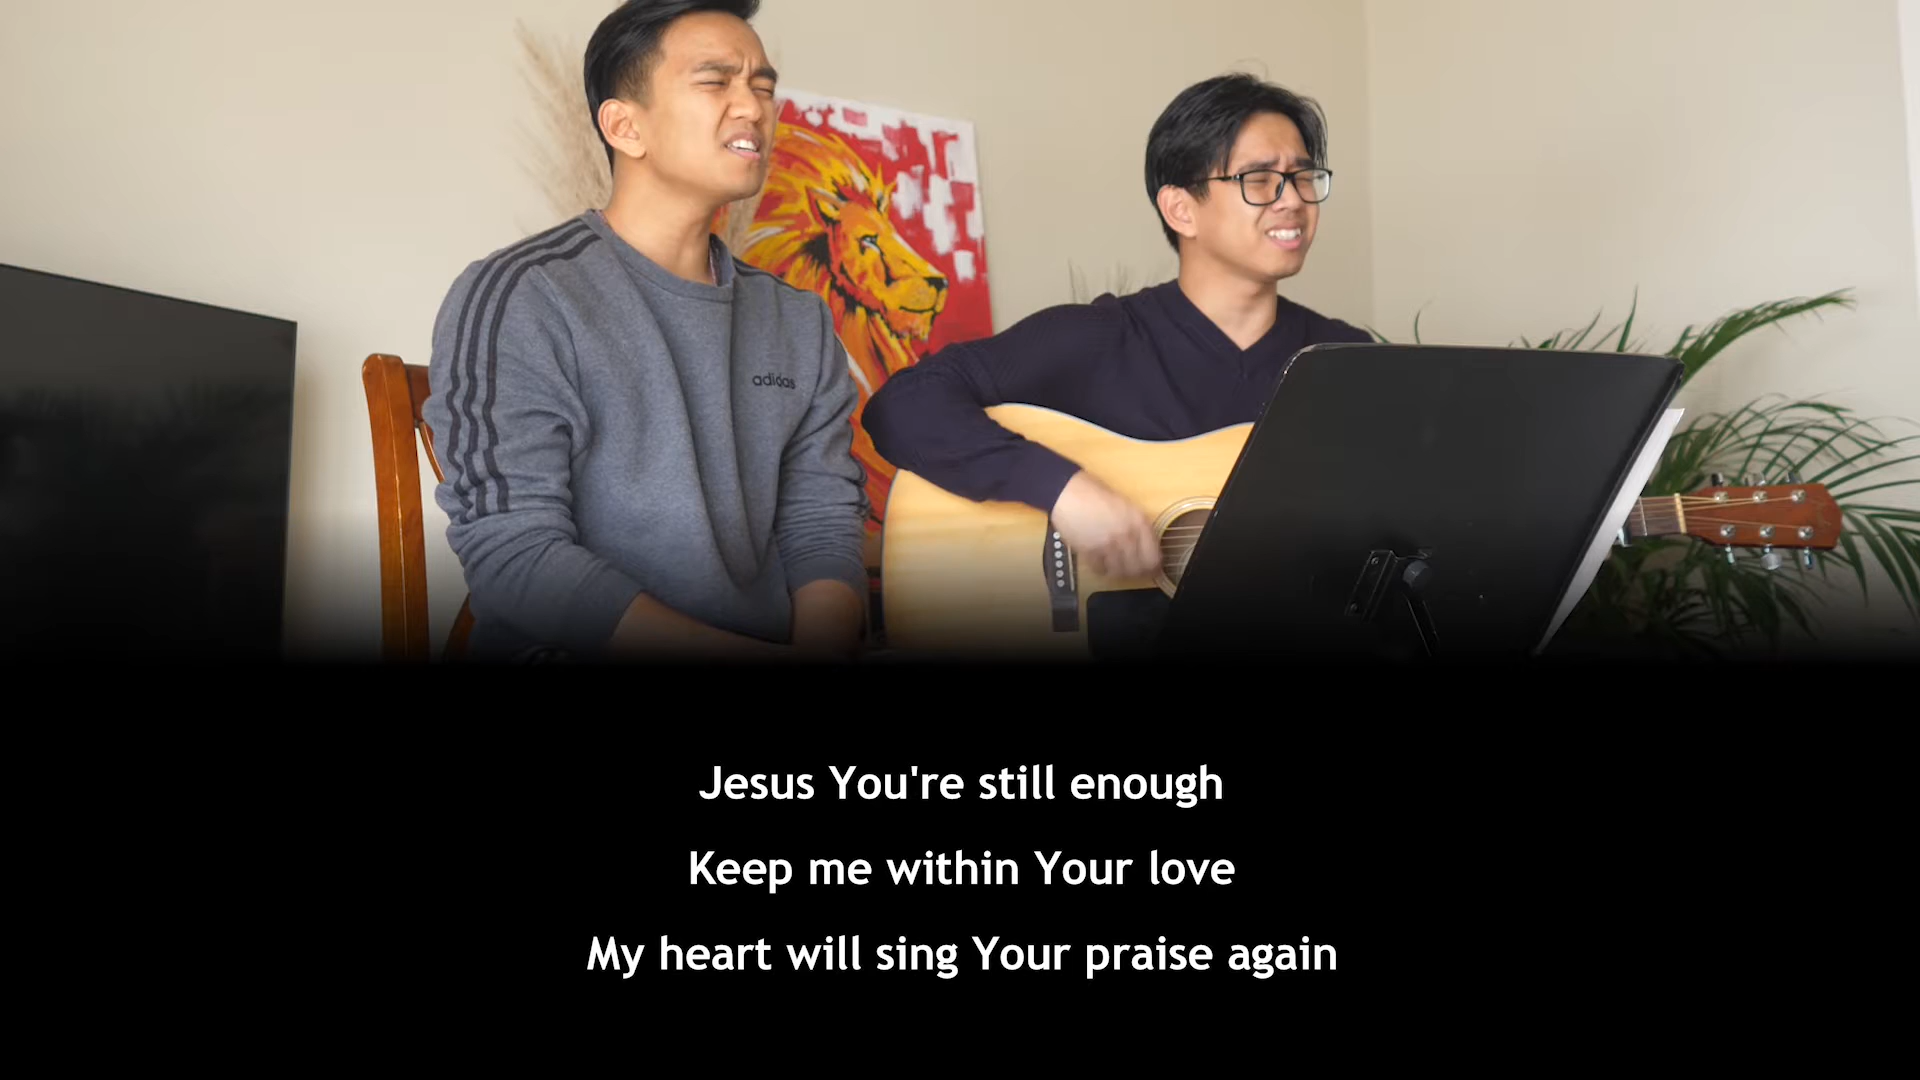 adidas
Jesus You're still enough
Keep me within Your love
My heart will sing Your praise again